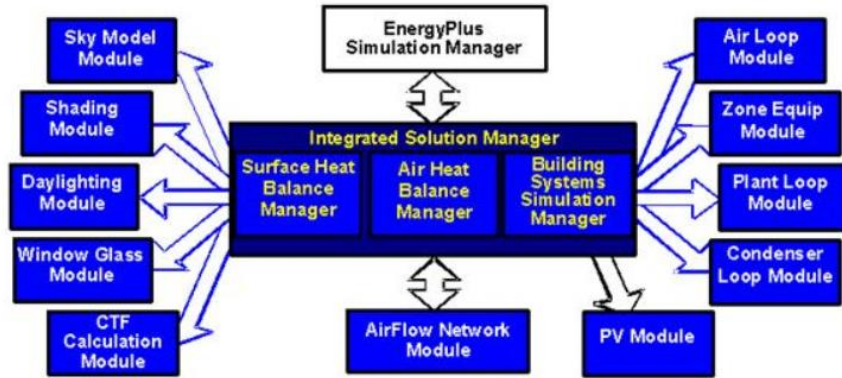 EnergyPlus
Simulation Manager
Sky Model
Module
Shading
Module
Daylighting
Module
Window Glass
Module
CTF
Calculation
Module
Integrated Solution Manager
Surface Heat
Balance
Manager
Air Heat
Balance
Manager
Building
Systems
Simulation
Manager
Air Loop
Module
Zone Equip
Module
Plant Loop
Module
Condenser
Loop Module
AirFlow Network
Module
PV Module